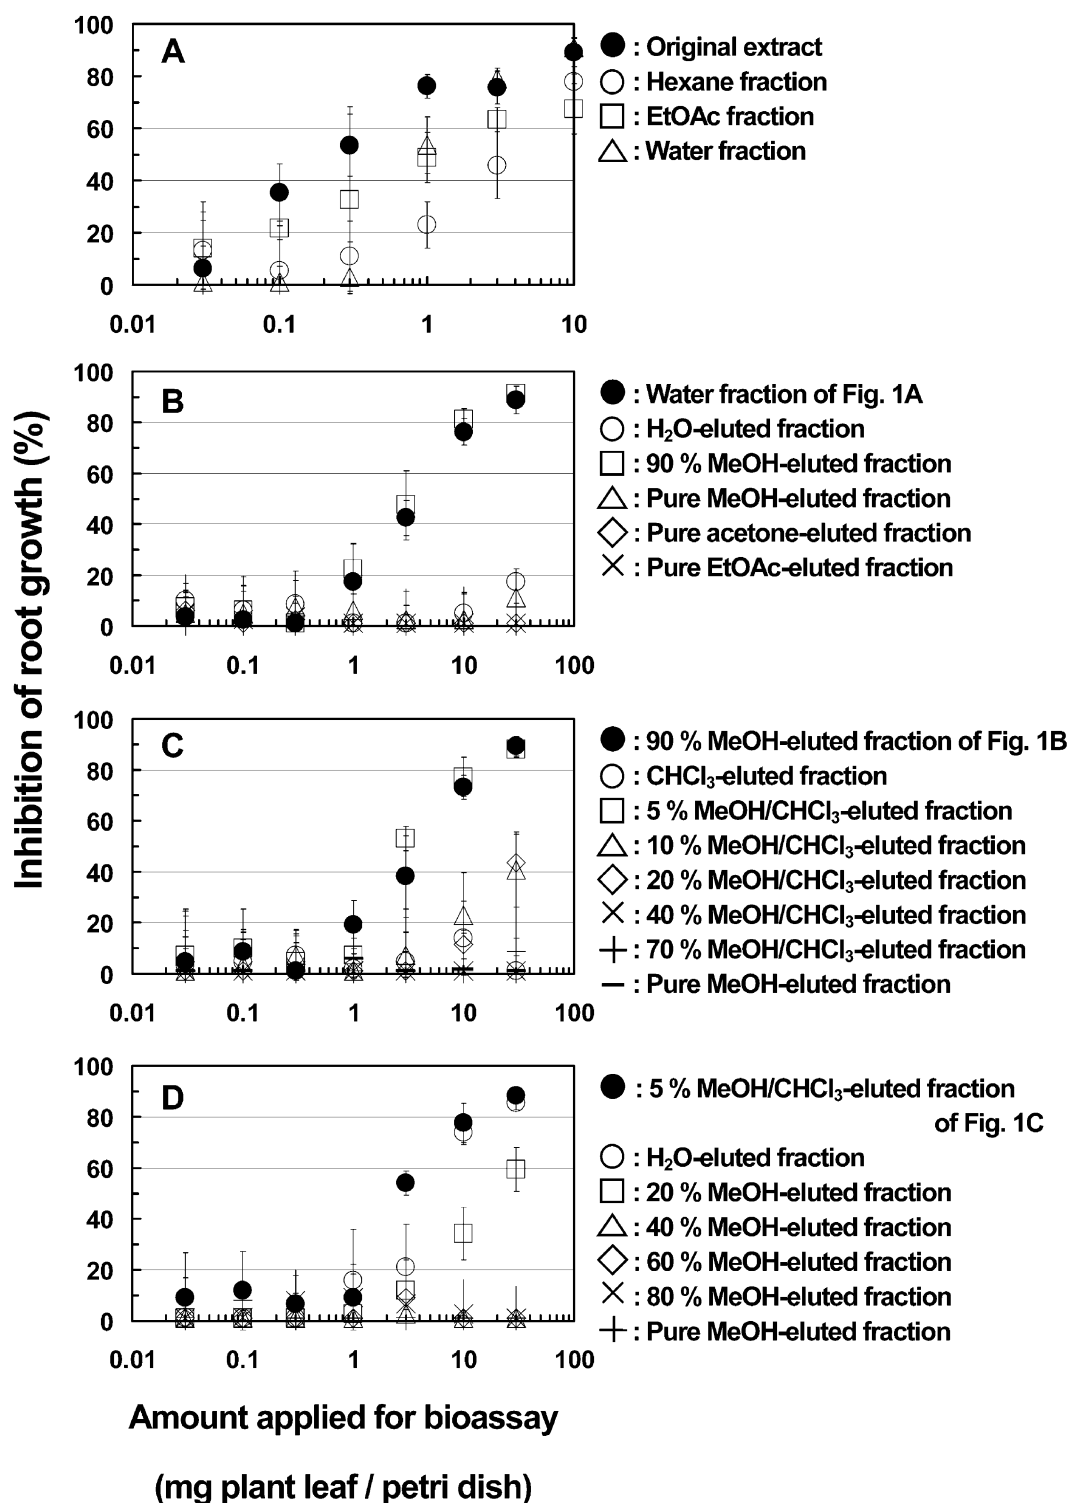 Inhibition of root growth (%)
A
100
80
60
40
20
0
0.01 0.1 1 10
: Original extract
: Hexane fraction
: EtOAc fraction
: Water fraction
B
100
80
60
40
20
0
0.01 0.1 1 10 100
: Water fraction of Fig. 1A
: H₂O-eluted fraction
: 90 % MeOH-eluted fraction
: Pure MeOH-eluted fraction
: Pure acetone-eluted fraction
: Pure EtOAc-eluted fraction
C
100
80
60
40
20
0
0.01 0.1 1 10 100
: 90 % MeOH-eluted fraction of Fig. 1B
: CHCl₃-eluted fraction
: 5 % MeOH/CHCl₃-eluted fraction
: 10 % MeOH/CHCl₃-eluted fraction
: 20 % MeOH/CHCl₃-eluted fraction
: 40 % MeOH/CHCl₃-eluted fraction
: 70 % MeOH/CHCl₃-eluted fraction
: Pure MeOH-eluted fraction
D
100
80
60
40
20
0
0.01 0.1 1 10 100
: 5 % MeOH/CHCl₃-eluted fraction
of Fig. 1C
: H₂O-eluted fraction
: 20 % MeOH-eluted fraction
: 40 % MeOH-eluted fraction
: 60 % MeOH-eluted fraction
: 80 % MeOH-eluted fraction
: Pure MeOH-eluted fraction
Amount applied for bioassay
(mg plant leaf / petri dish)